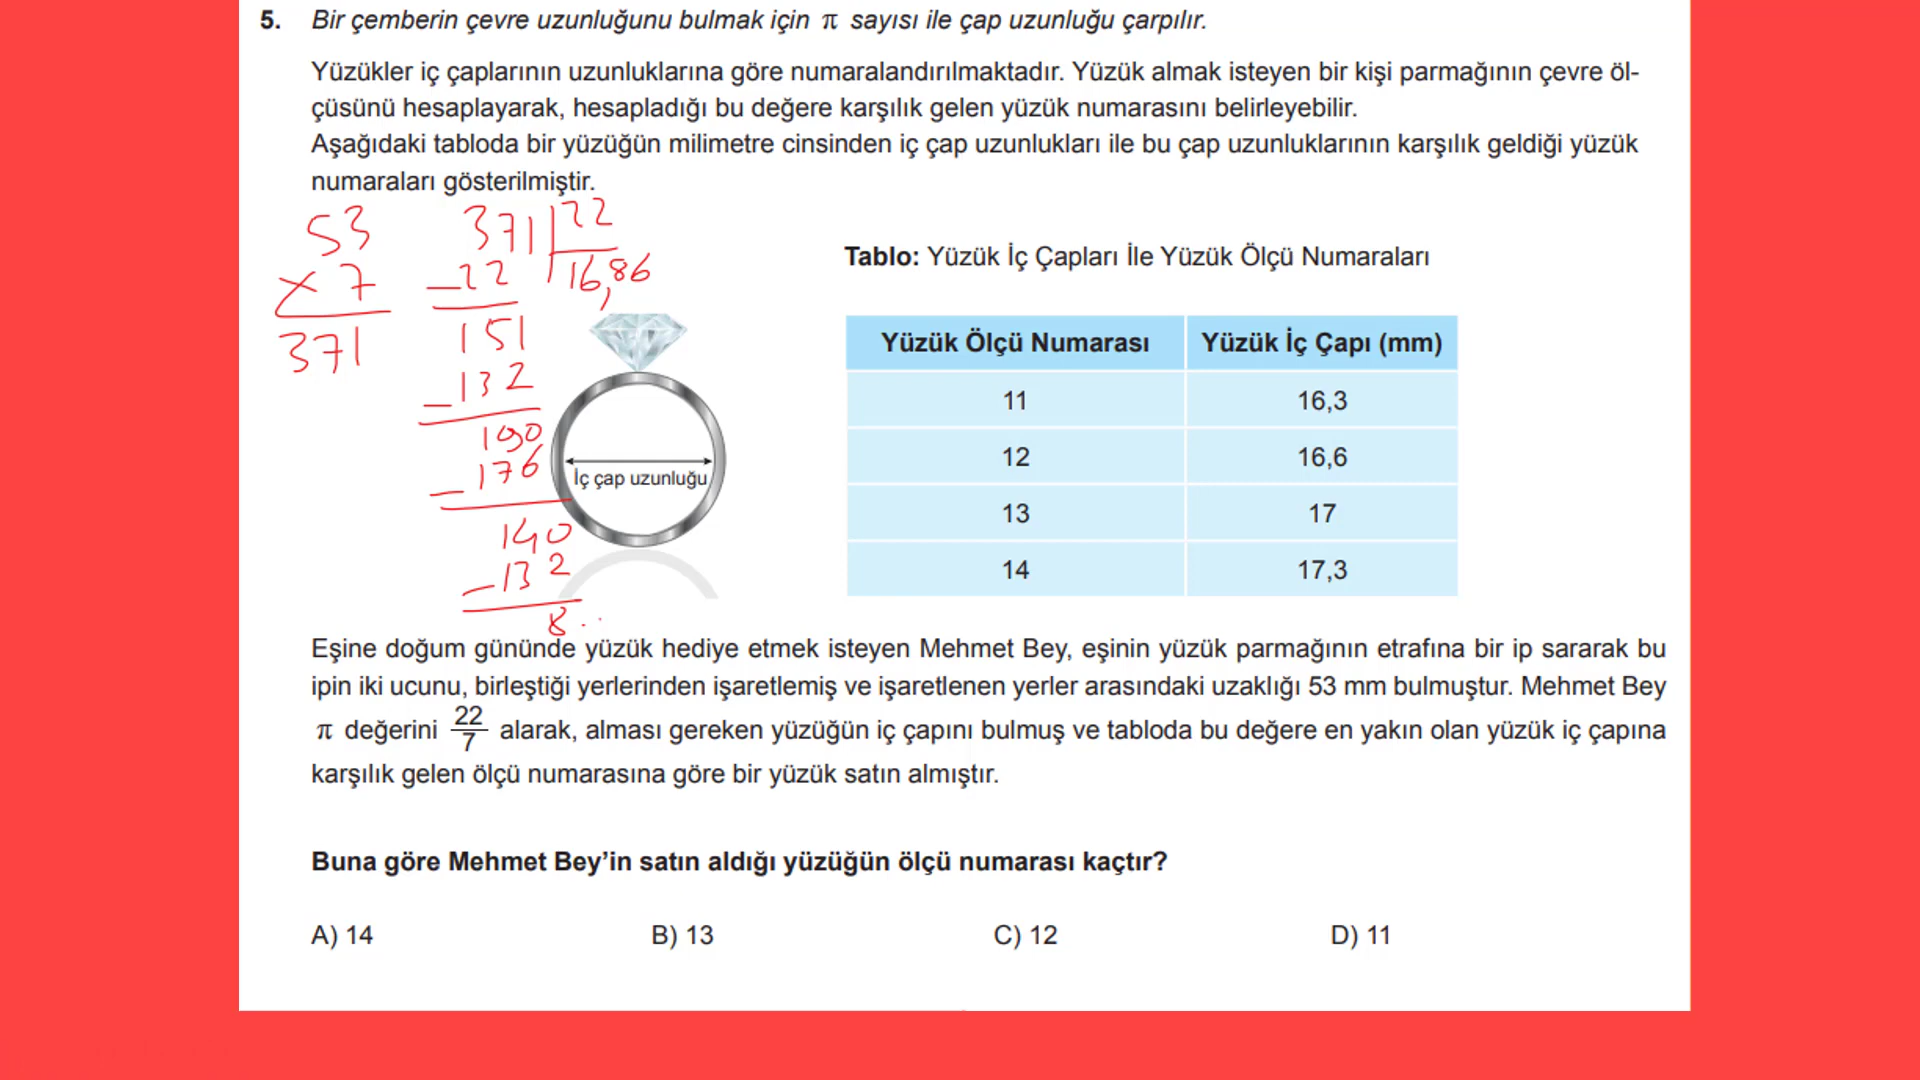 5. Bir çemberin çevre uzunluğunu bulmak için π sayısı ile çap uzunluğu çarpılır.
Yüzükler iç çaplarının uzunluklarına göre numaralandırılmaktadır. Yüzük almak isteyen bir kişi parmağının çevre öl-
çüsünü hesaplayarak, hesapladığı bu değere karşılık gelen yüzük numarasını belirleyebilir.
Aşağıdaki tabloda bir yüzüğün milimetre cinsinden iç çap uzunlukları ile bu çap uzunluklarının karşılık geldiği yüzük
numaraları gösterilmiştir.
53
x 7
371
371 22
16,86
-22
151
-132
190
-176
140
-132
8..
İç çap uzunluğu
Tablo: Yüzük İç Çapları İle Yüzük Ölçü Numaraları
Yüzük Ölçü Numarası Yüzük İç Çapı (mm)
11 16,3
12 16,6
13 17
14 17,3
Eşine doğum gününde yüzük hediye etmek isteyen Mehmet Bey, eşinin yüzük parmağının etrafına bir ip sararak bu
ipin iki ucunu, birleştiği yerlerinden işaretlemiş ve işaretlenen yerler arasındaki uzaklığı 53 mm bulmuştur. Mehmet Bey
π değerini 22/7 alarak, alması gereken yüzüğün iç çapını bulmuş ve tabloda bu değere en yakın olan yüzük iç çapına
karşılık gelen ölçü numarasına göre bir yüzük satın almıştır.
Buna göre Mehmet Bey'in satın aldığı yüzüğün ölçü numarası kaçtır?
A) 14 B) 13 C) 12 D) 11